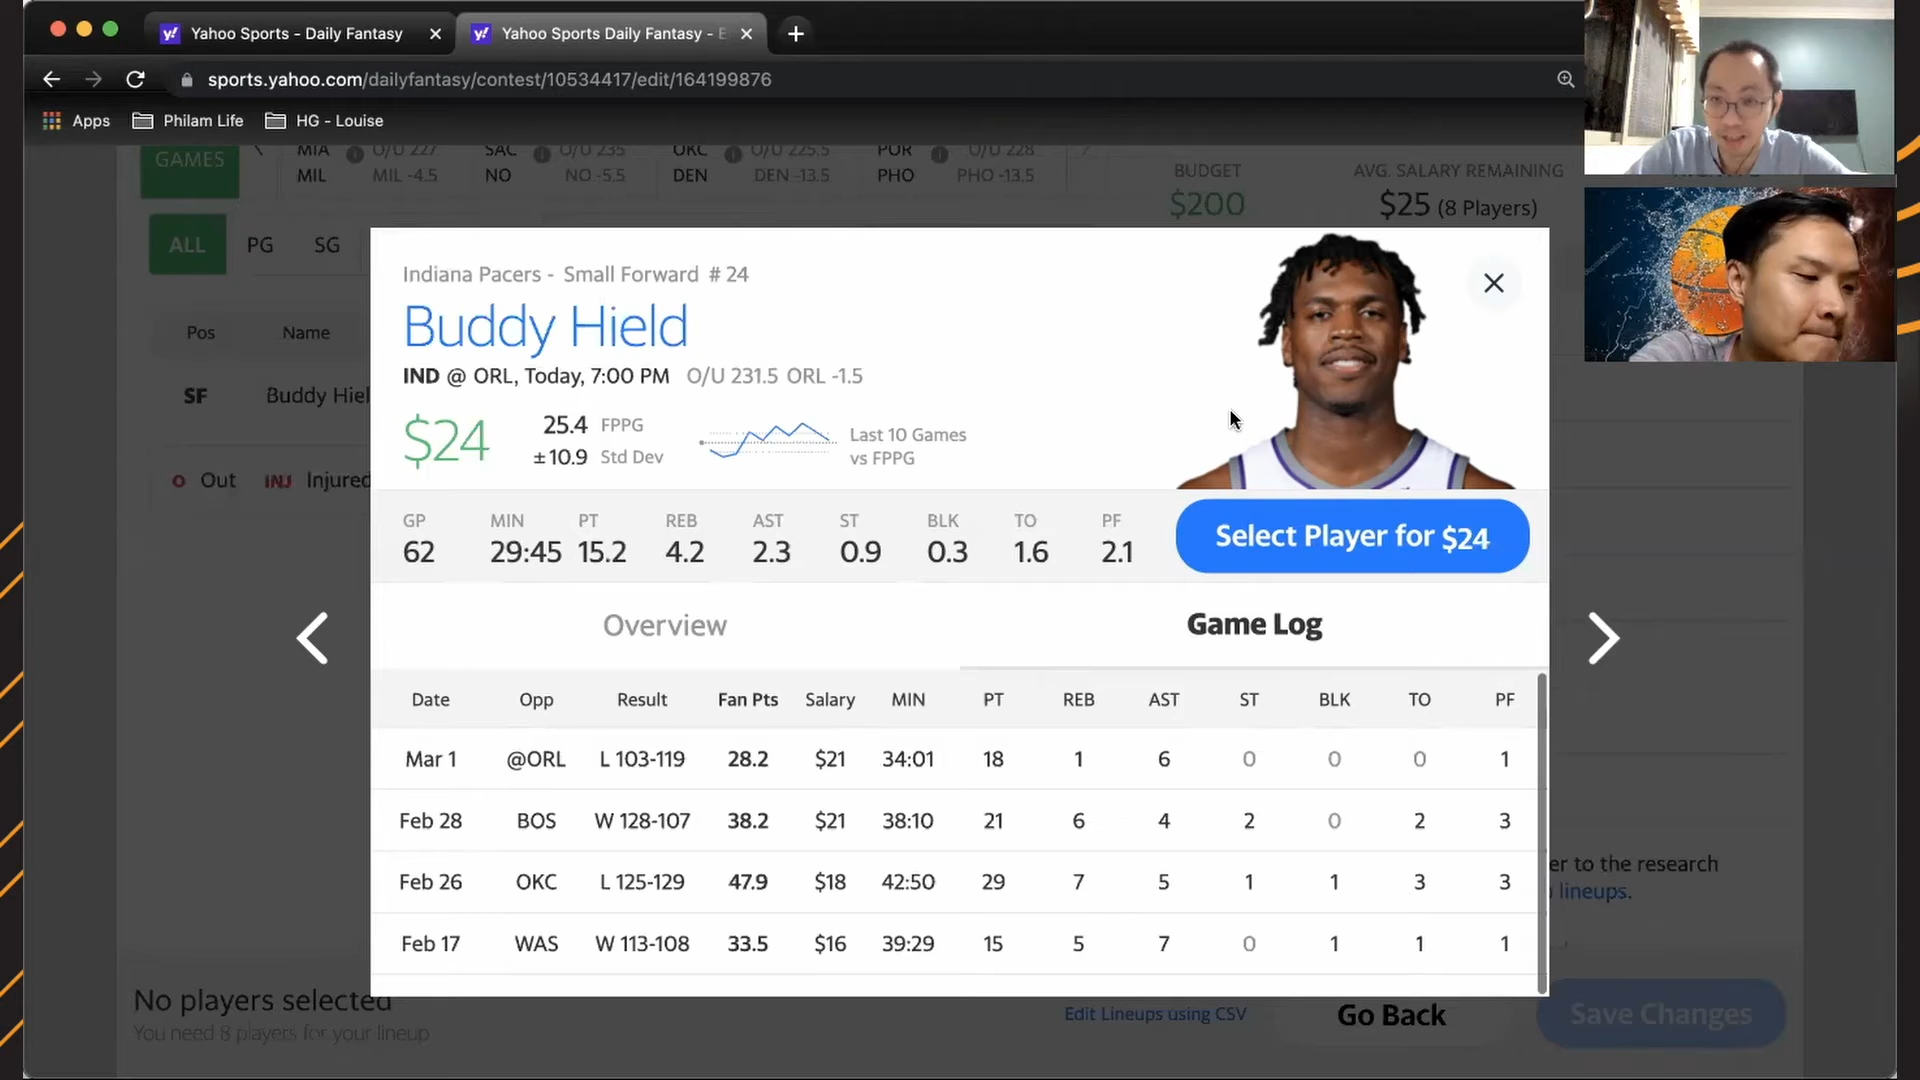 Yahoo Sports - Daily Fantasy
Yahoo Sports Daily Fantasy - E
sports.yahoo.com/dailyfantasy/contest/10534417/edit/164199876
Apps
Philam Life
HG - Louise
GAMES
MIA O/U 227
MIL MIL -4.5
SAC O/U 235
NO NO -5.5
OKC O/U 225.5
DEN DEN -13.5
POR O/U 228
PHO PHO -13.5
BUDGET
$200
AVG. SALARY REMAINING
$25 (8 Players)
ALL PG SG
Pos Name
SF Buddy Hiel
O Out INJ Injured
Indiana Pacers - Small Forward # 24
Buddy Hield
IND @ ORL, Today, 7:00 PM O/U 231.5 ORL -1.5
$24
25.4 FPPG
±10.9 Std Dev
Last 10 Games
vs FPPG
GP MIN PT REB AST ST BLK TO PF
62 29:45 15.2 4.2 2.3 0.9 0.3 1.6 2.1
Select Player for $24
Overview
Game Log
Date Opp Result Fan Pts Salary MIN PT REB AST ST BLK TO PF
Mar 1 @ORL L 103-119 28.2 $21 34:01 18 1 6 0 0 0 1
Feb 28 BOS W 128-107 38.2 $21 38:10 21 6 4 2 0 2 3
Feb 26 OKC L 125-129 47.9 $18 42:50 29 7 5 1 1 3 3
Feb 17 WAS W 113-108 33.5 $16 39:29 15 5 7 0 1 1 1
er to the research
lineups.
No players selected
You need 8 players for your lineup
Edit Lineups using CSV
Go Back
Save Changes